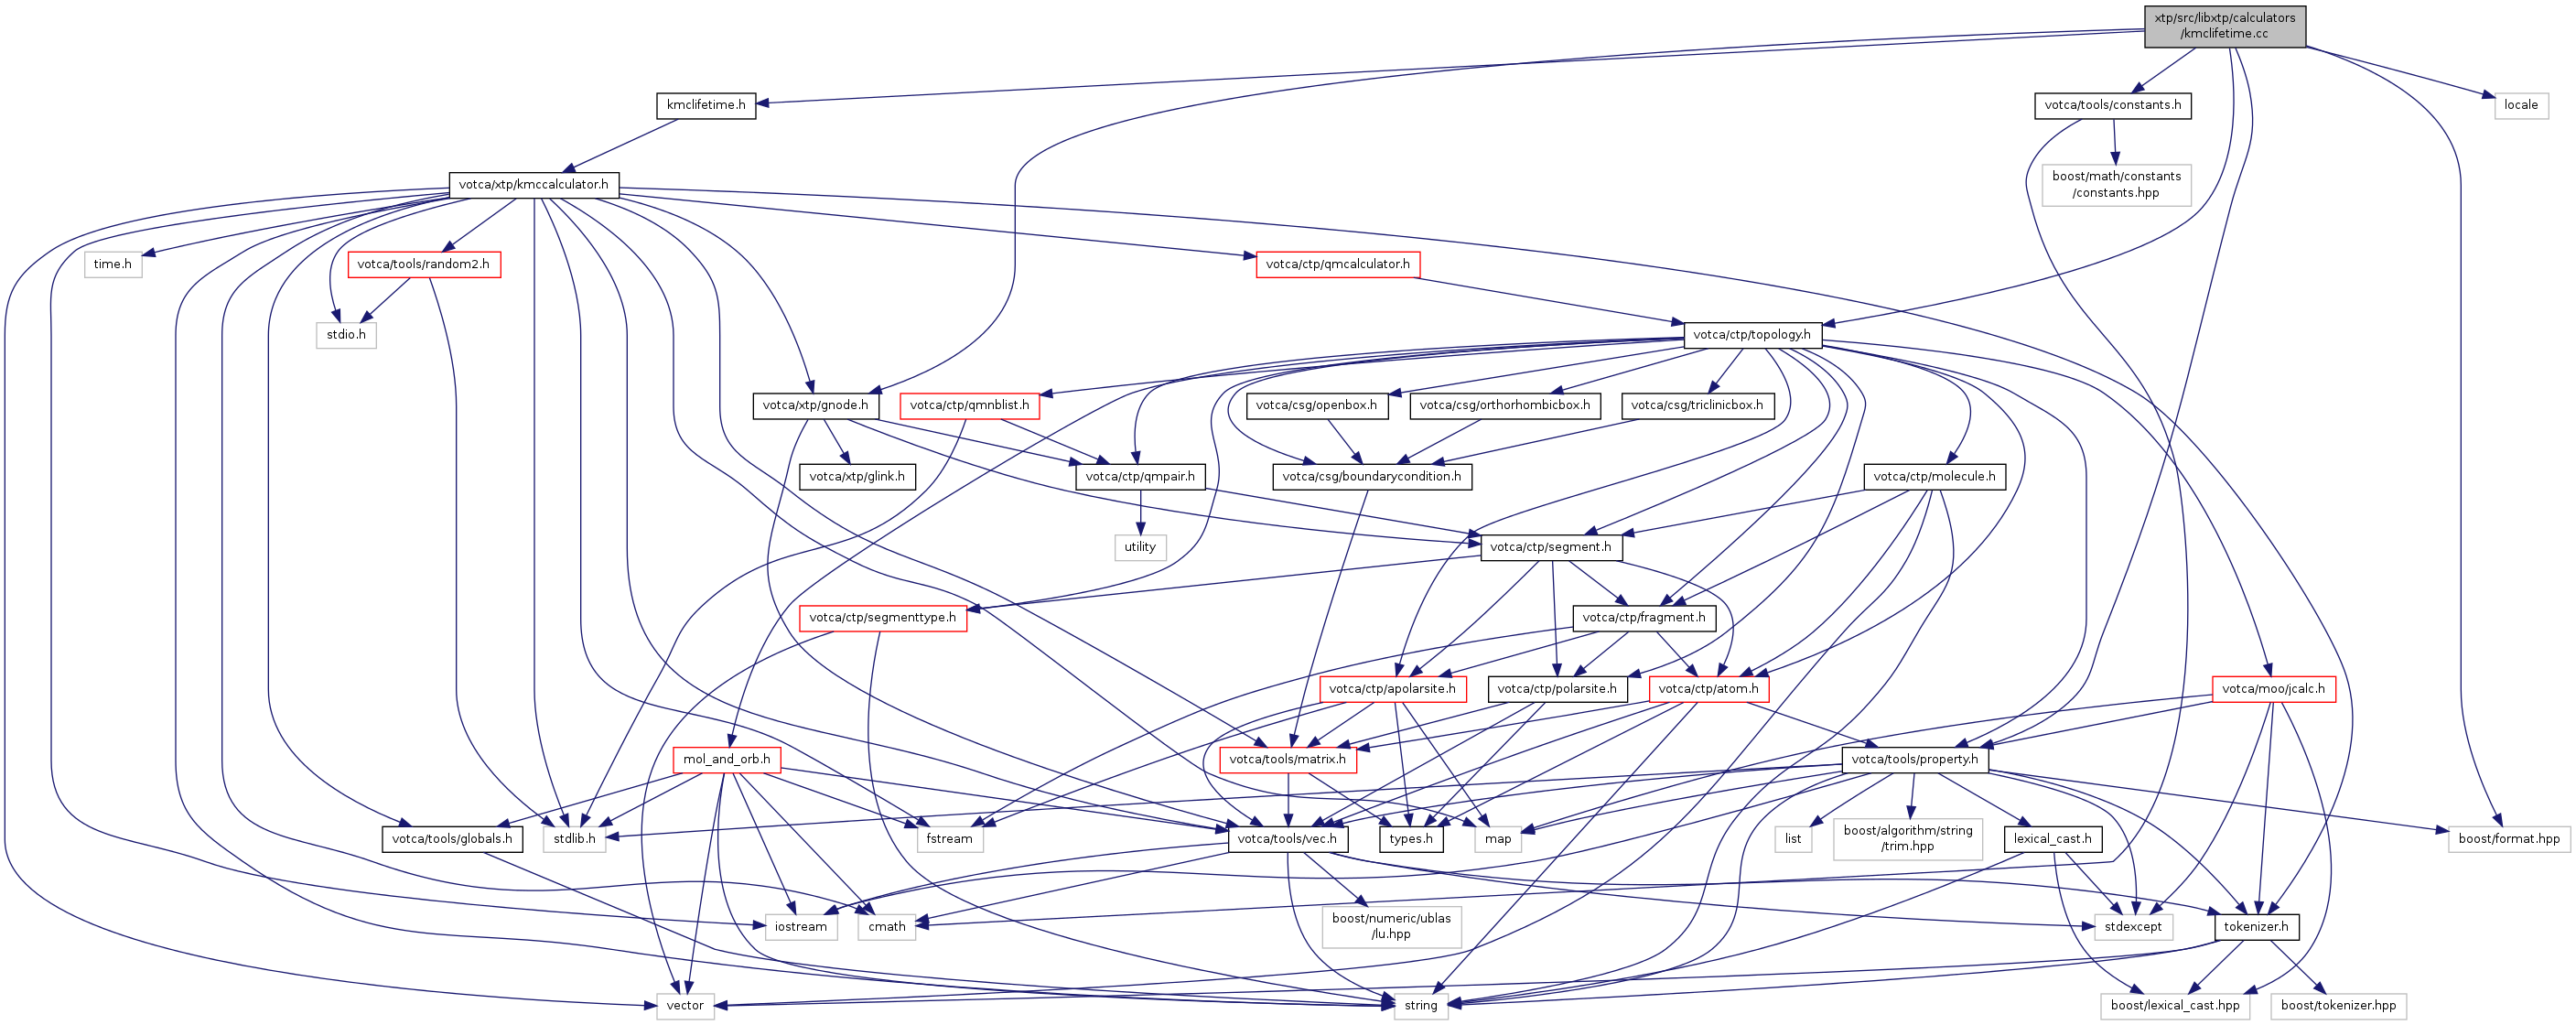 xtp/src/libxtp/calculators
/kmclifetime.cc
kmclifetime.h
votca/tools/constants.h
locale
votca/xtp/kmccalculator.h
boost/math/constants
/constants.hpp
time.h
votca/tools/random2.h
votca/ctp/qmcalculator.h
stdio.h
votca/ctp/topology.h
votca/xtp/gnode.h
votca/ctp/qmnblist.h
votca/csg/openbox.h
votca/csg/orthorhombicbox.h
votca/csg/triclinicbox.h
votca/xtp/glink.h
votca/ctp/qmpair.h
votca/csg/boundarycondition.h
votca/ctp/molecule.h
utility
votca/ctp/segment.h
votca/ctp/segmenttype.h
votca/ctp/fragment.h
votca/ctp/apolarsite.h
votca/ctp/polarsite.h
votca/ctp/atom.h
votca/moo/jcalc.h
mol_and_orb.h
votca/tools/matrix.h
votca/tools/property.h
votca/tools/globals.h
stdlib.h
fstream
votca/tools/vec.h
types.h
map
list
boost/algorithm/string
/trim.hpp
lexical_cast.h
boost/format.hpp
iostream
cmath
boost/numeric/ublas
/lu.hpp
stdexcept
tokenizer.h
vector
string
boost/lexical_cast.hpp
boost/tokenizer.hpp